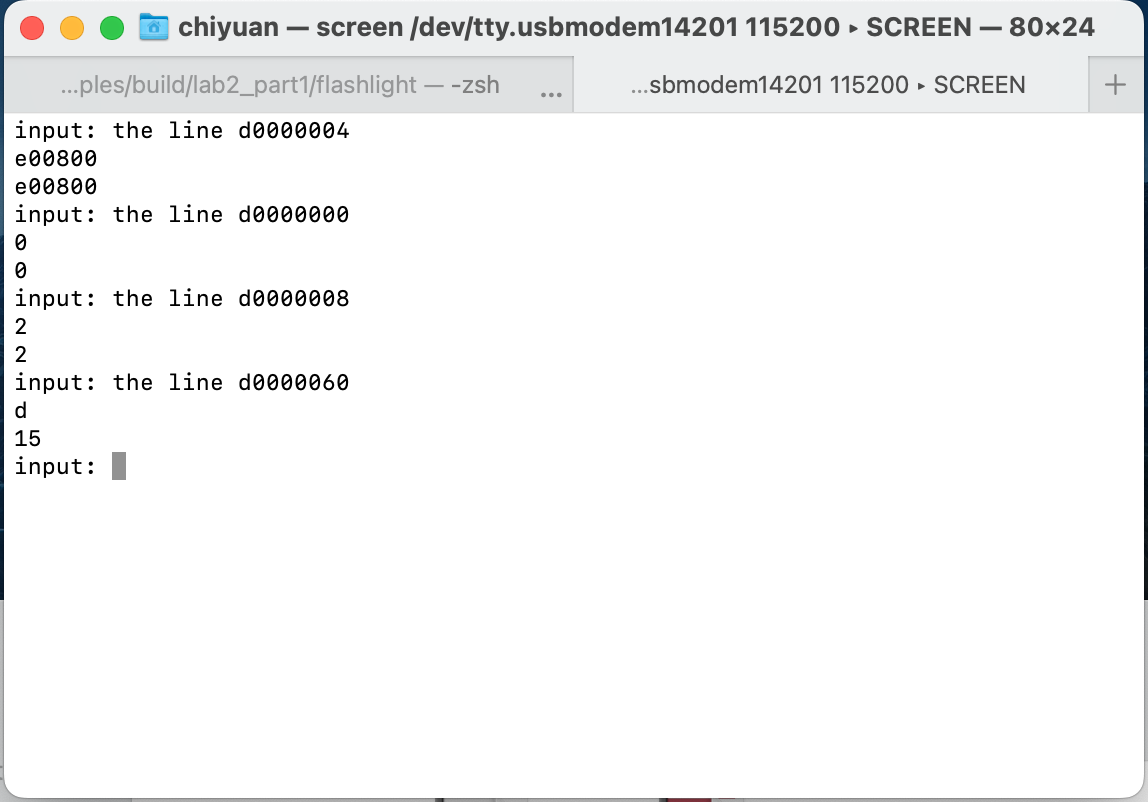 chiyuan — screen /dev/tty.usbmodem14201 115200 ▸ SCREEN — 80×24
...ples/build/lab2_part1/flashlight — -zsh ... ...sbmodem14201 115200 ▸ SCREEN +
input: the line d0000004
e00800
e00800
input: the line d0000000
0
0
input: the line d0000008
2
2
input: the line d0000060
d
15
input: